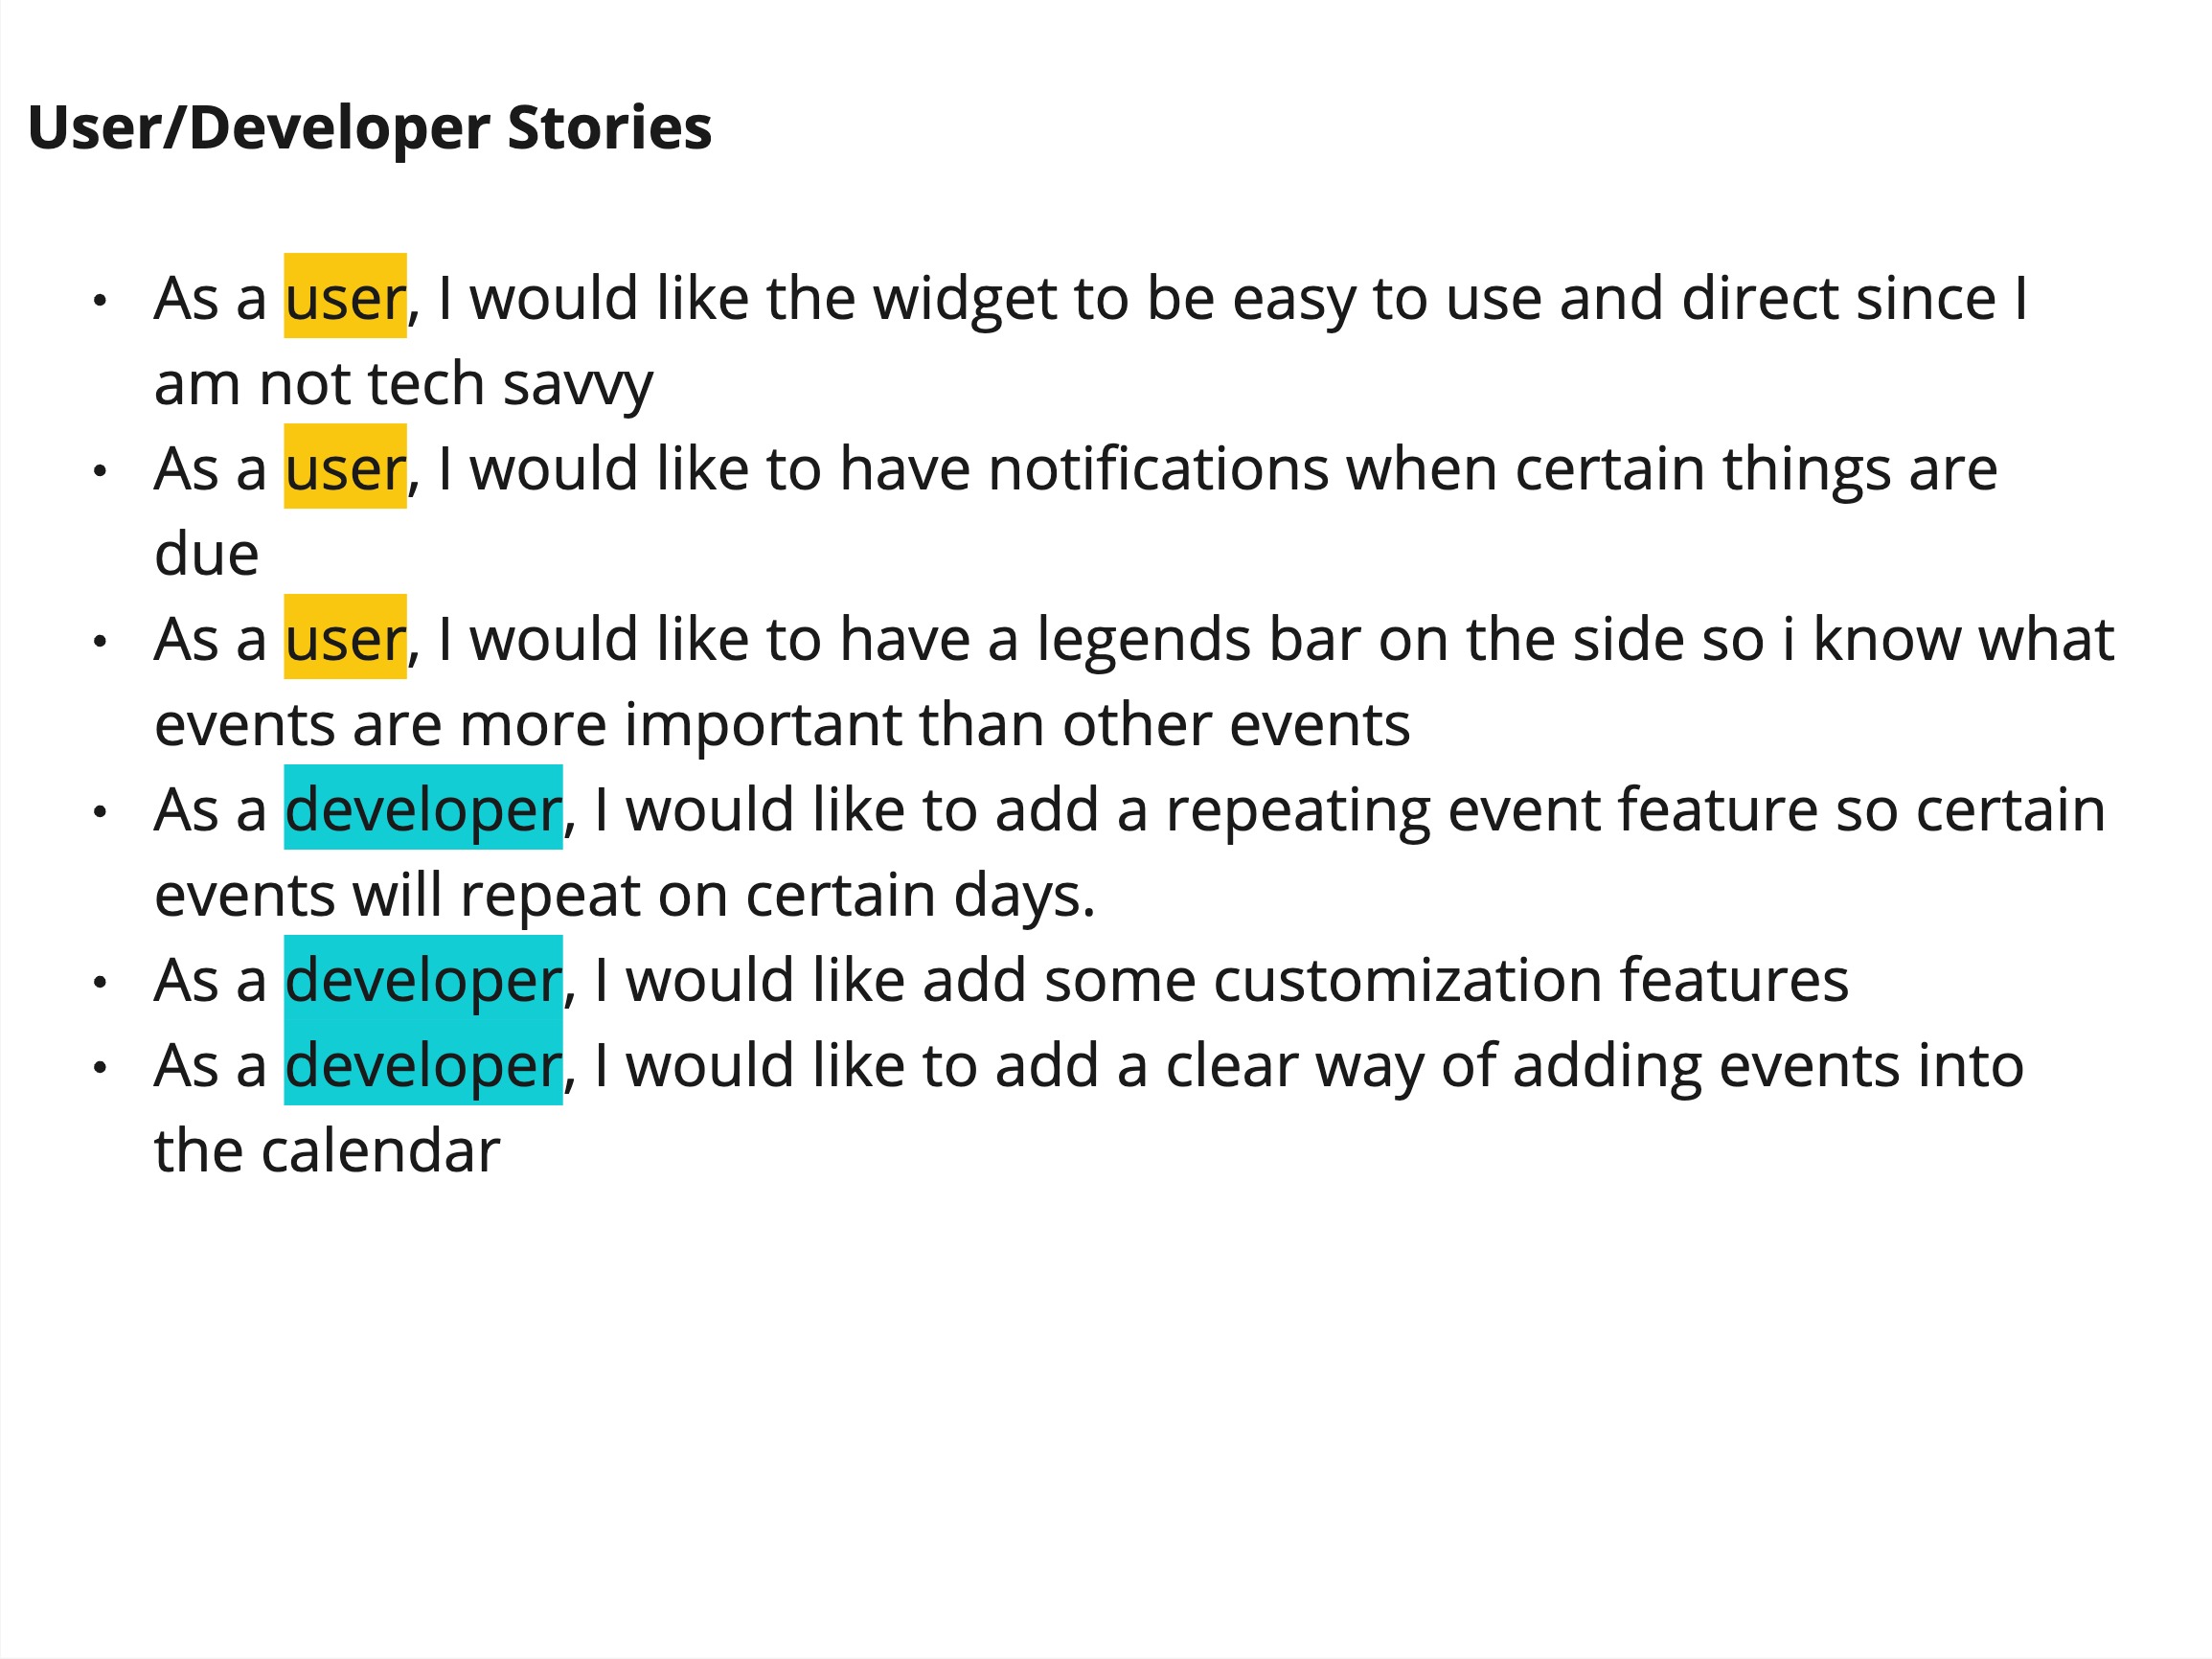 User/Developer Stories
• As a user, I would like the widget to be easy to use and direct since I
am not tech savvy
• As a user, I would like to have notifications when certain things are
due
• As a user, I would like to have a legends bar on the side so i know what
events are more important than other events
• As a developer, I would like to add a repeating event feature so certain
events will repeat on certain days.
• As a developer, I would like add some customization features
• As a developer, I would like to add a clear way of adding events into
the calendar